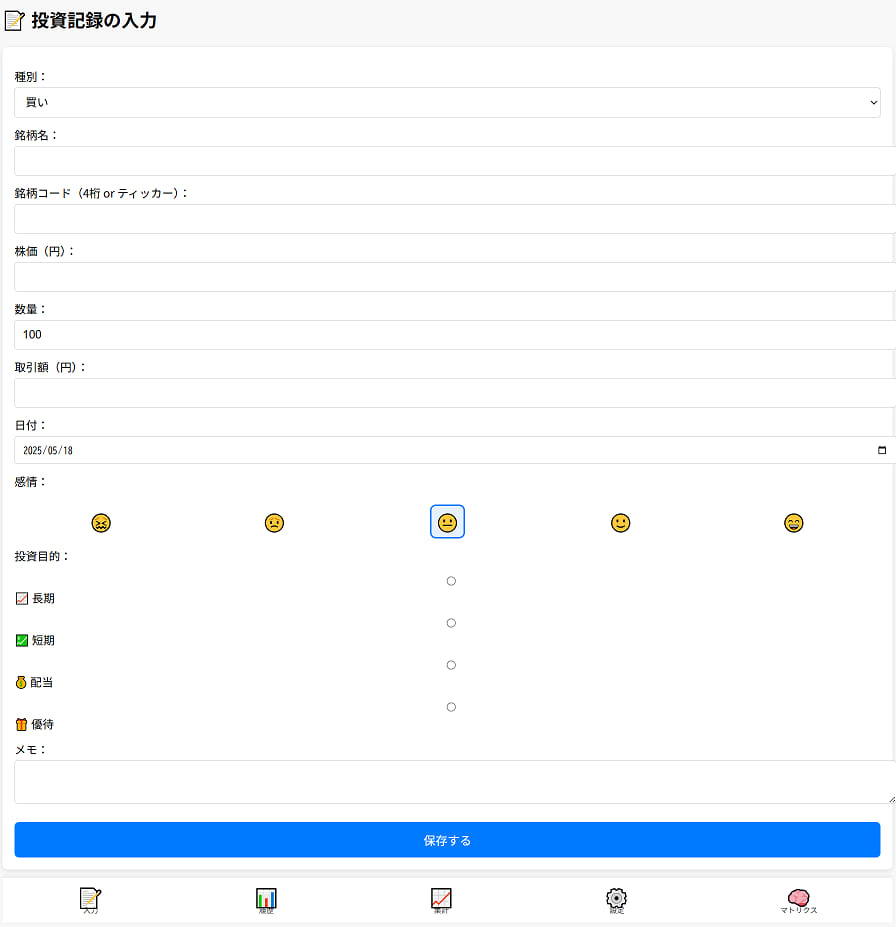 📝 投資記録の入力
種別：
買い
銘柄名：
銘柄コード（4桁 or ティッカー）：
株価（円）：
数量：
100
取引額（円）：
日付：
2025/05/18
感情：
投資目的：
📈 長期
💹 短期
💰 配当
🎁 優待
メモ：
保存する
入力
履歴
集計
設定
マトリクス